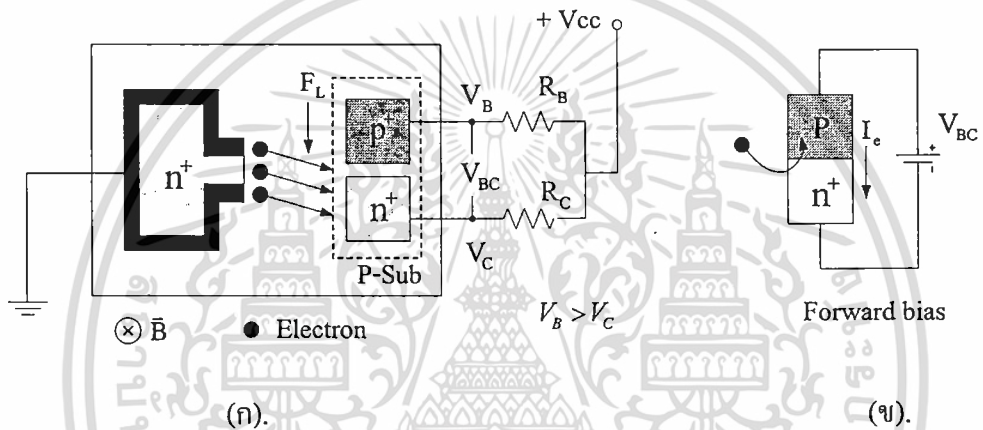 + Vcc
F_L
n⁺
p⁺
n⁺
P-Sub
V_B
R_B
V_BC
R_C
V_C
V_B > V_C
⊗ B̄
● Electron
(ก).
P
n⁺
I_e
V_BC
+
-
Forward bias
(ข).